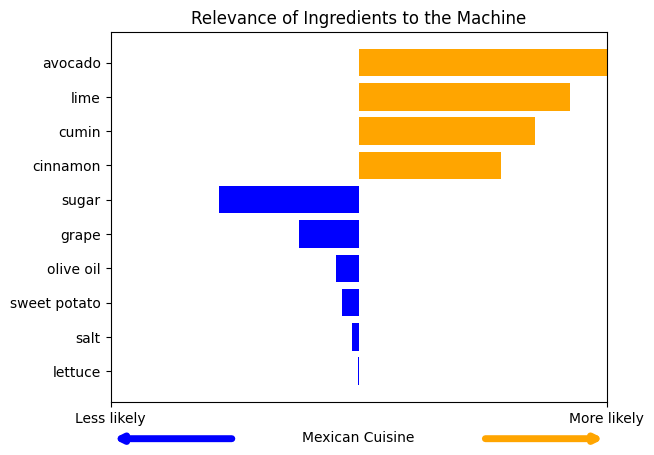 Relevance of Ingredients to the Machine
avocado
lime
cumin
cinnamon
sugar
grape
olive oil
sweet potato
salt
lettuce
Less likely More likely
Mexican Cuisine